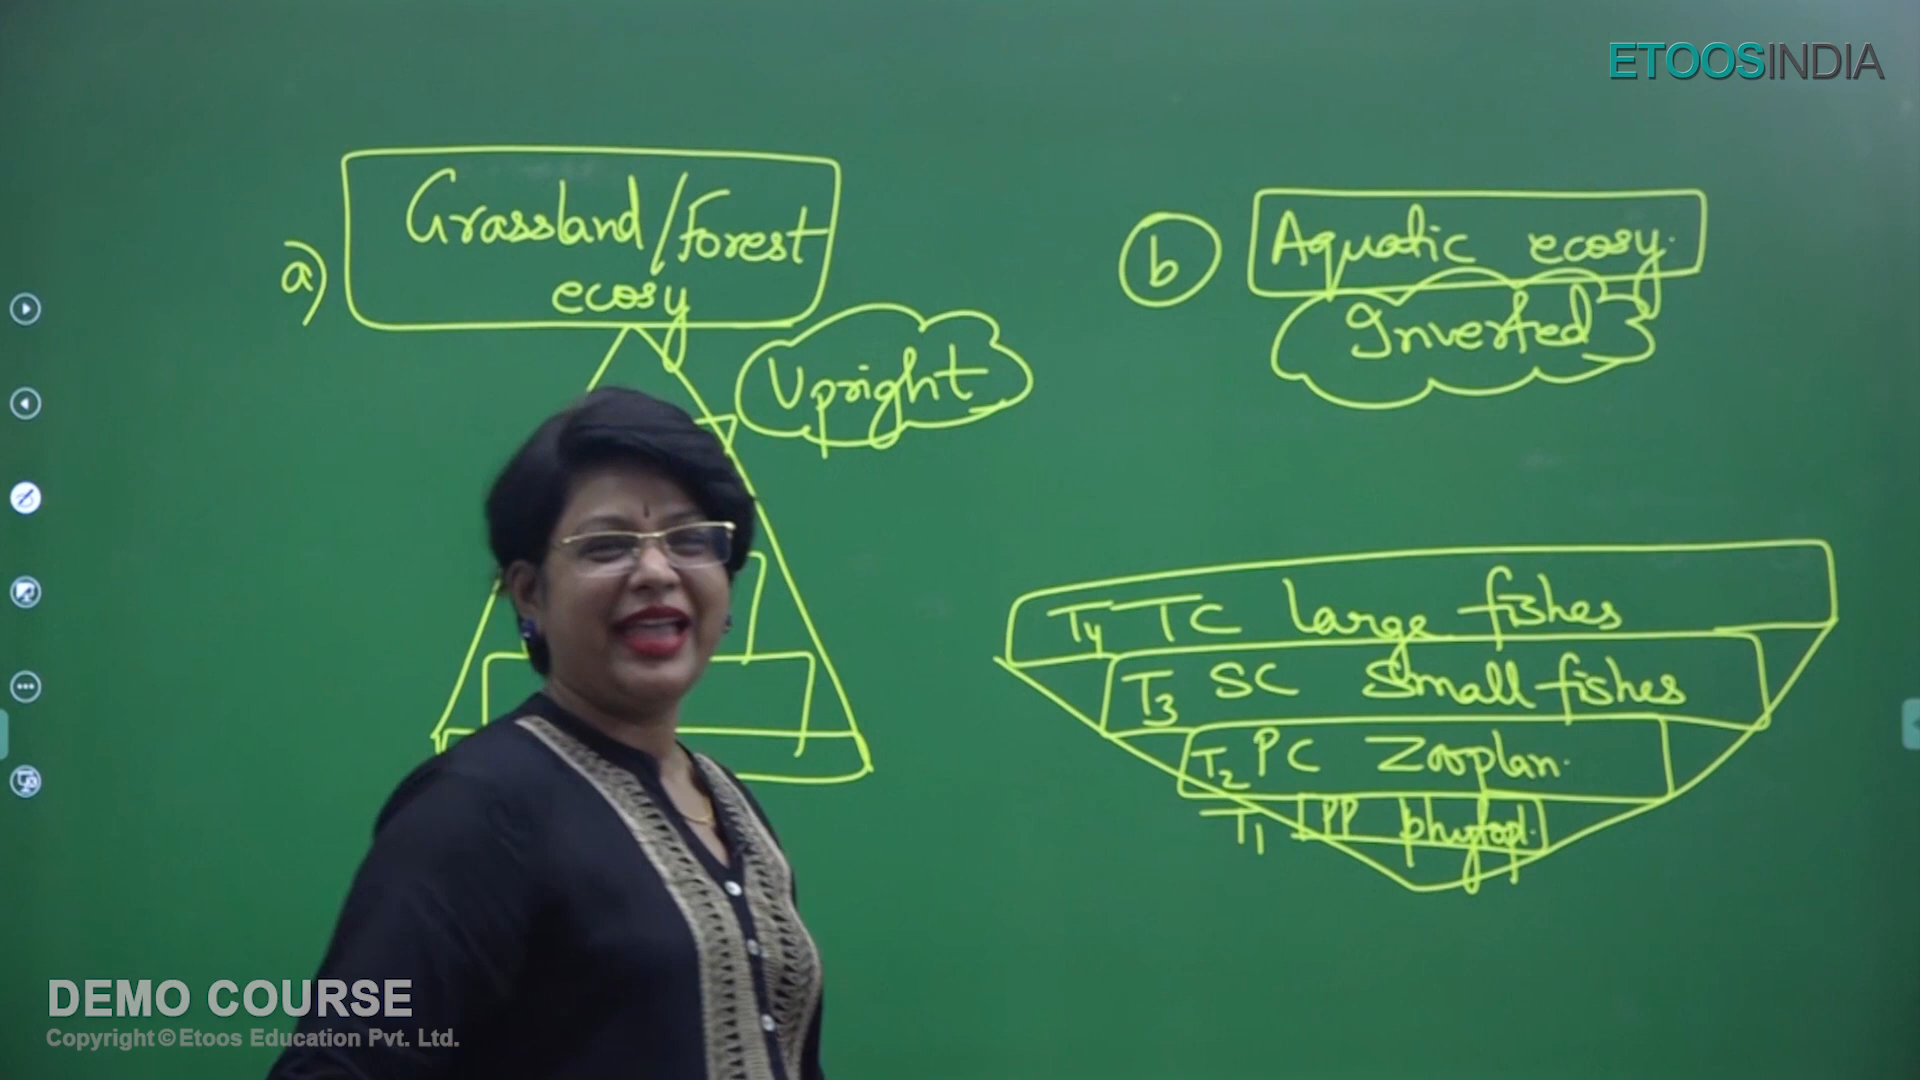 ETOOSINDIA
a)
Grassland/Forest
ecosy
Upright
b
Aquatic ecosy.
Inverted
T4 TC large fishes
T3 SC Small fishes
T2 PC Zooplan.
T1 PP phytopl.
DEMO COURSE
Copyright © Etoos Education Pvt. Ltd.